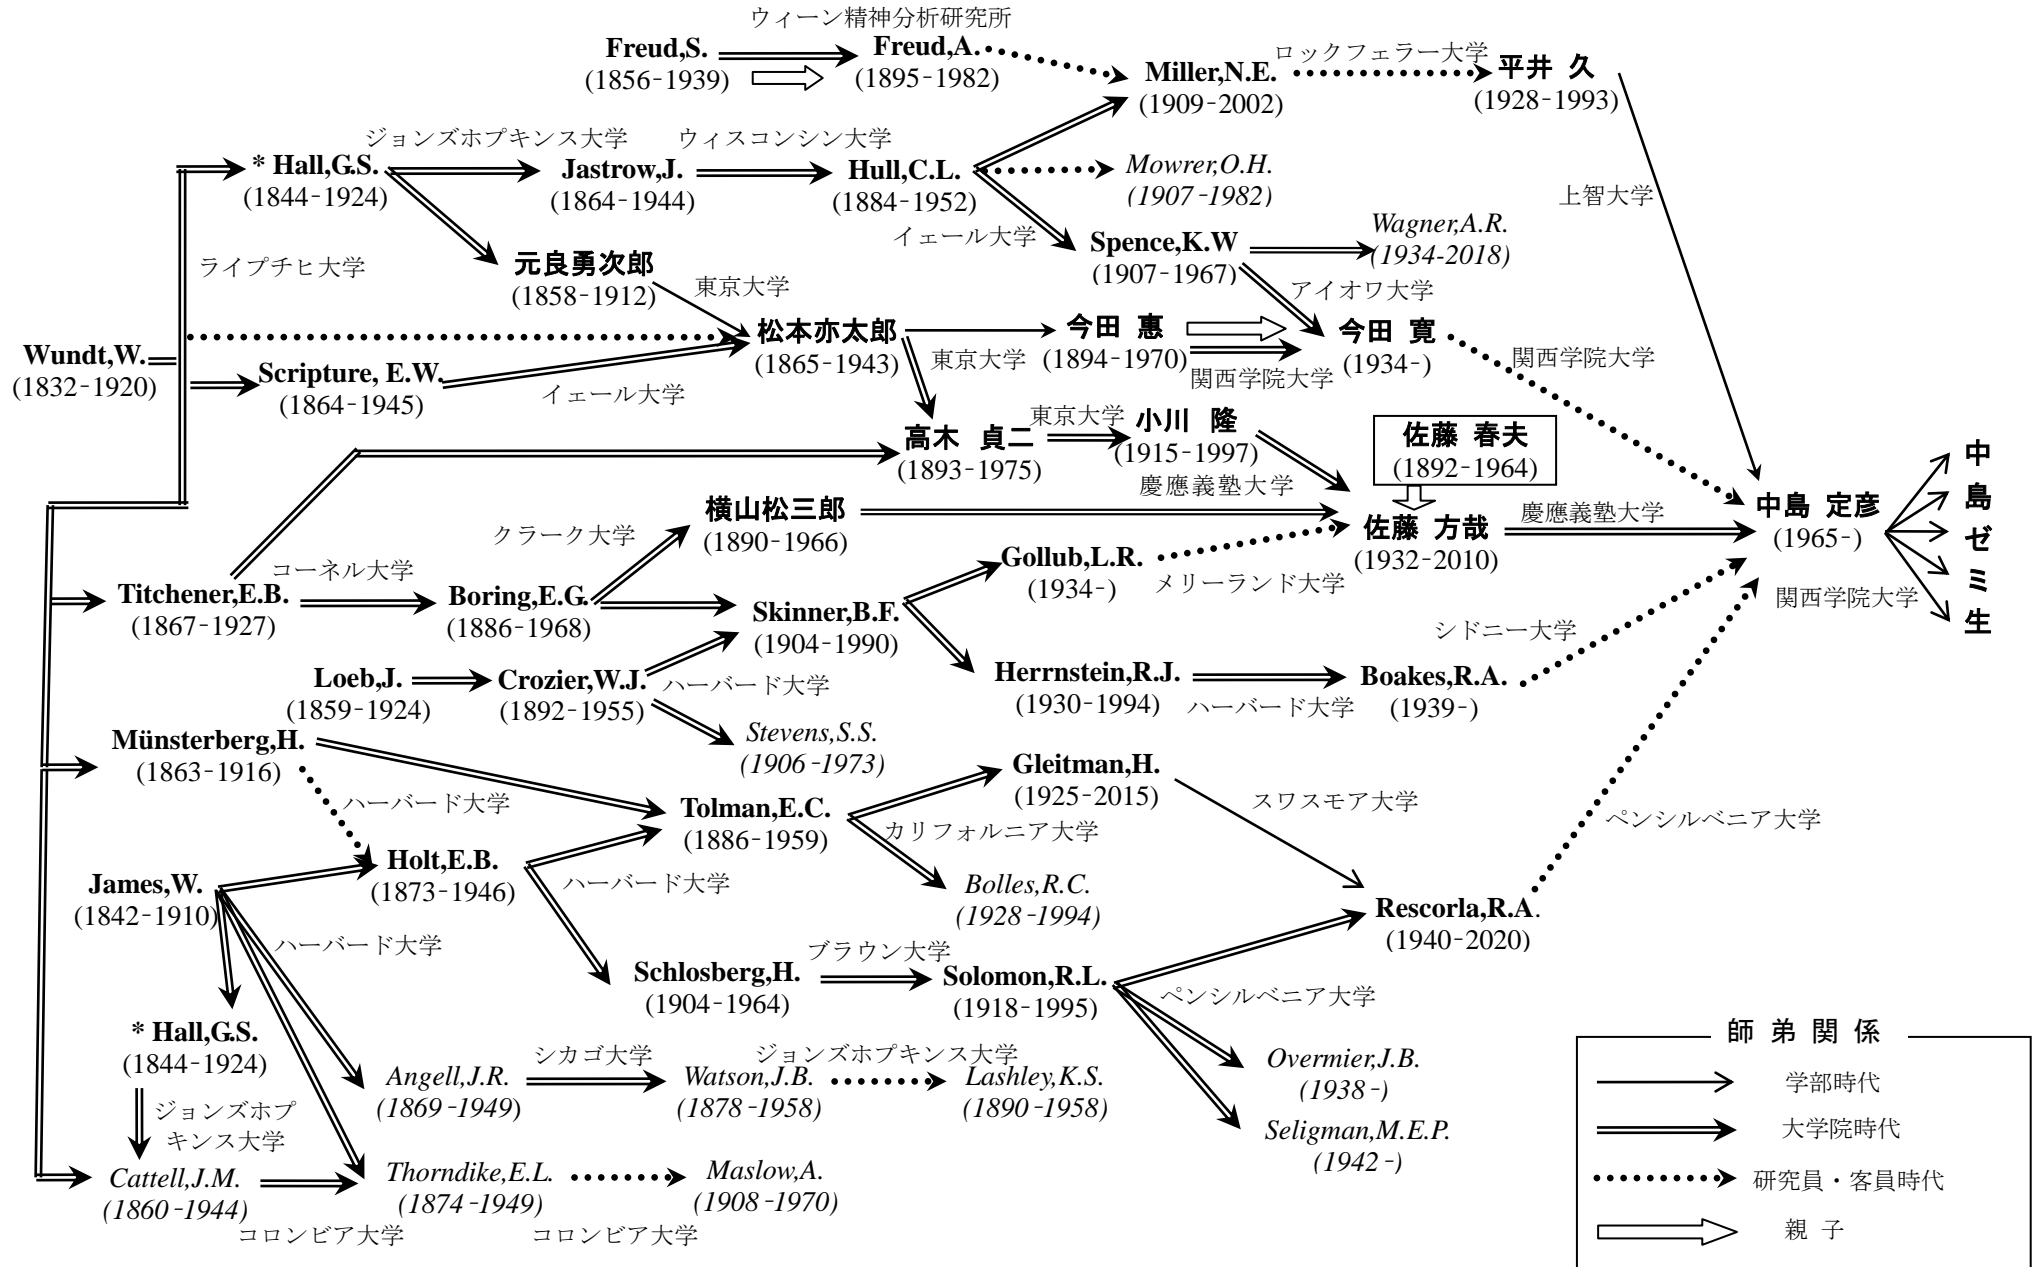 ウィーン精神分析研究所
Freud,S.
(1856-1939)
Freud,A.
(1895-1982)
Miller,N.E.
(1909-2002)
ロックフェラー大学
平井 久
(1928-1993)
ジョンズホプキンス大学
ウィスコンシン大学
* Hall,G.S.
(1844-1924)
Jastrow,J.
(1864-1944)
Hull,C.L.
(1884-1952)
Mowrer,O.H.
(1907-1982)
上智大学
イェール大学
Spence,K.W
(1907-1967)
Wagner,A.R.
(1934-2018)
ライプチヒ大学
元良勇次郎
(1858-1912)
東京大学
アイオワ大学
松本亦太郎
(1865-1943)
今田 惠
(1894-1970)
今田 寛
(1934-)
東京大学
関西学院大学
関西学院大学
Wundt,W.
(1832-1920)
Scripture, E.W.
(1864-1945)
イェール大学
高木 貞二
(1893-1975)
東京大学
小川 隆
(1915-1997)
慶應義塾大学
佐藤 春夫
(1892-1964)
横山松三郎
(1890-1966)
クラーク大学
佐藤 方哉
(1932-2010)
慶應義塾大学
中島 定彦
(1965-)
中
島
ゼ
ミ
生
関西学院大学
Titchener,E.B.
(1867-1927)
コーネル大学
Boring,E.G.
(1886-1968)
Skinner,B.F.
(1904-1990)
Gollub,L.R.
(1934-)
メリーランド大学
シドニー大学
Loeb,J.
(1859-1924)
Crozier,W.J.
(1892-1955)
ハーバード大学
Herrnstein,R.J.
(1930-1994)
ハーバード大学
Boakes,R.A.
(1939-)
Stevens,S.S.
(1906-1973)
Münsterberg,H.
(1863-1916)
ハーバード大学
Tolman,E.C.
(1886-1959)
Gleitman,H.
(1925-2015)
スワスモア大学
カリフォルニア大学
ペンシルベニア大学
James,W.
(1842-1910)
Holt,E.B.
(1873-1946)
ハーバード大学
Bolles,R.C.
(1928-1994)
Rescorla,R.A.
(1940-2020)
ハーバード大学
Schlosberg,H.
(1904-1964)
ブラウン大学
Solomon,R.L.
(1918-1995)
ペンシルベニア大学
* Hall,G.S.
(1844-1924)
ジョンズホプ
キンス大学
Angell,J.R.
(1869-1949)
シカゴ大学
Watson,J.B.
(1878-1958)
ジョンズホプキンス大学
Lashley,K.S.
(1890-1958)
Overmier,J.B.
(1938-)
Seligman,M.E.P.
(1942-)
Cattell,J.M.
(1860-1944)
コロンビア大学
Thorndike,E.L.
(1874-1949)
コロンビア大学
Maslow,A.
(1908-1970)
師 弟 関 係
学部時代
大学院時代
研究員・客員時代
親 子